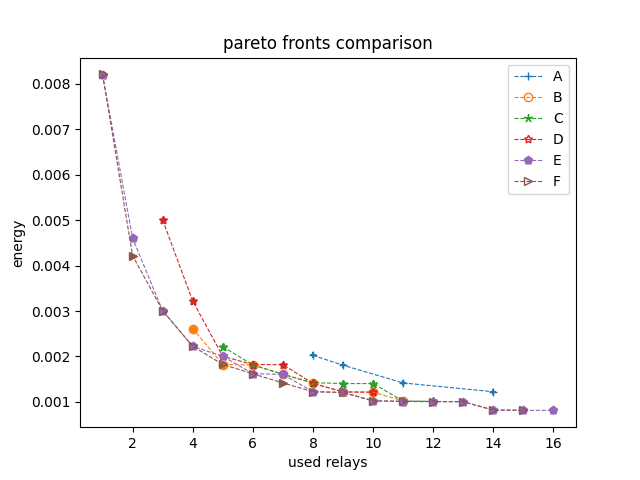 pareto fronts comparison
0.008
0.007
0.006
0.005
0.004
0.003
0.002
0.001
energy
2 4 6 8 10 12 14 16
used relays
A
B
C
D
E
F